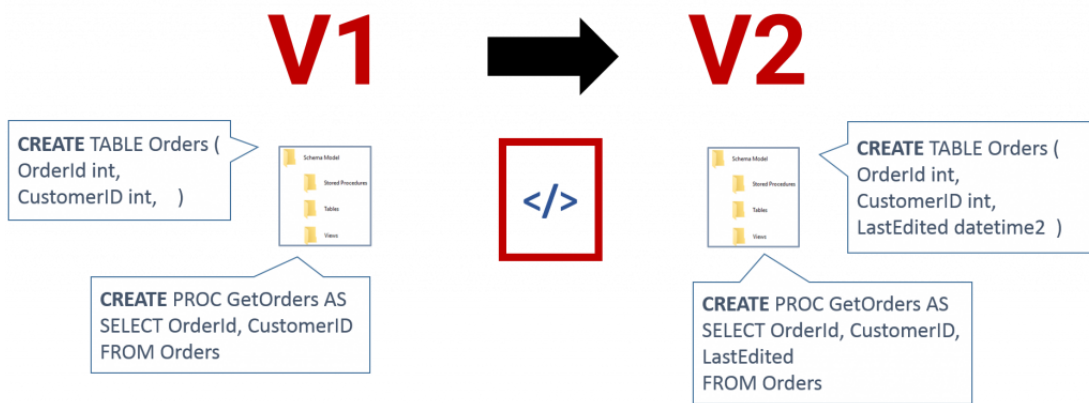 V1
V2
CREATE TABLE Orders (
OrderId int,
CustomerID int,    )
Schema Model
Stored Procedures
Tables
Views
CREATE PROC GetOrders AS
SELECT OrderId, CustomerID
FROM Orders
</>
Schema Model
Stored Procedures
Tables
Views
CREATE TABLE Orders (
OrderId int,
CustomerID int,
LastEdited datetime2  )
CREATE PROC GetOrders AS
SELECT OrderId, CustomerID,
LastEdited
FROM Orders